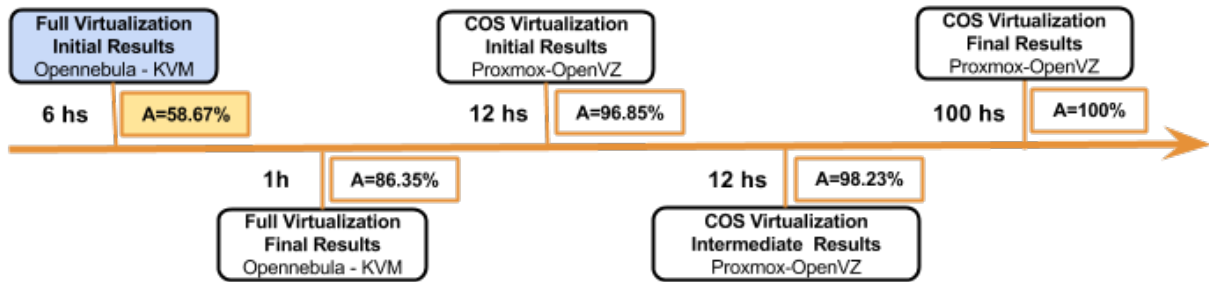 Full Virtualization
Initial Results
Opennebula - KVM
6 hs
A=58.67%
COS Virtualization
Initial Results
Proxmox-OpenVZ
12 hs
A=96.85%
COS Virtualization
Final Results
Proxmox-OpenVZ
100 hs
A=100%
1h
A=86.35%
Full Virtualization
Final Results
Opennebula - KVM
12 hs
A=98.23%
COS Virtualization
Intermediate Results
Proxmox-OpenVZ